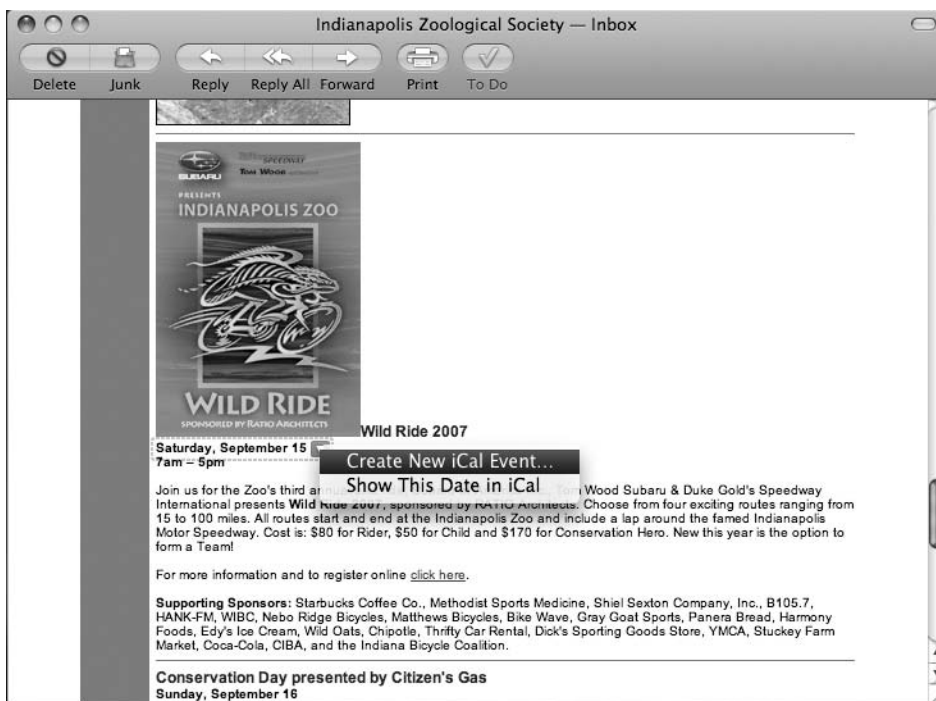 Indianapolis Zoological Society — Inbox
Delete Junk Reply Reply All Forward Print To Do
SUBARU SPEEDWAY
TOM WOOD
PRESENTS
INDIANAPOLIS ZOO
WILD RIDE
SPONSORED BY RATIO ARCHITECTS
Wild Ride 2007
Saturday, September 15
7am – 5pm
Create New iCal Event...
Show This Date in iCal
Join us for the Zoo's third Tom Wood Subaru & Duke Gold's Speedway
International presents Wild Ride 2007, sponsored by RATIO Architects. Choose from four exciting routes ranging from
15 to 100 miles. All routes start and end at the Indianapolis Zoo and include a lap around the famed Indianapolis
Motor Speedway. Cost is: $80 for Rider, $50 for Child and $170 for Conservation Hero. New this year is the option to
form a Team!
For more information and to register online click here.
Supporting Sponsors: Starbucks Coffee Co., Methodist Sports Medicine, Shiel Sexton Company, Inc., B105.7,
HANK-FM, WIBC, Nebo Ridge Bicycles, Matthews Bicycles, Bike Wave, Gray Goat Sports, Panera Bread, Harmony
Foods, Edy's Ice Cream, Wild Oats, Chipotle, Thrifty Car Rental, Dick's Sporting Goods Store, YMCA, Stuckey Farm
Market, Coca-Cola, CIBA, and the Indiana Bicycle Coalition.
Conservation Day presented by Citizen's Gas
Sunday, September 16